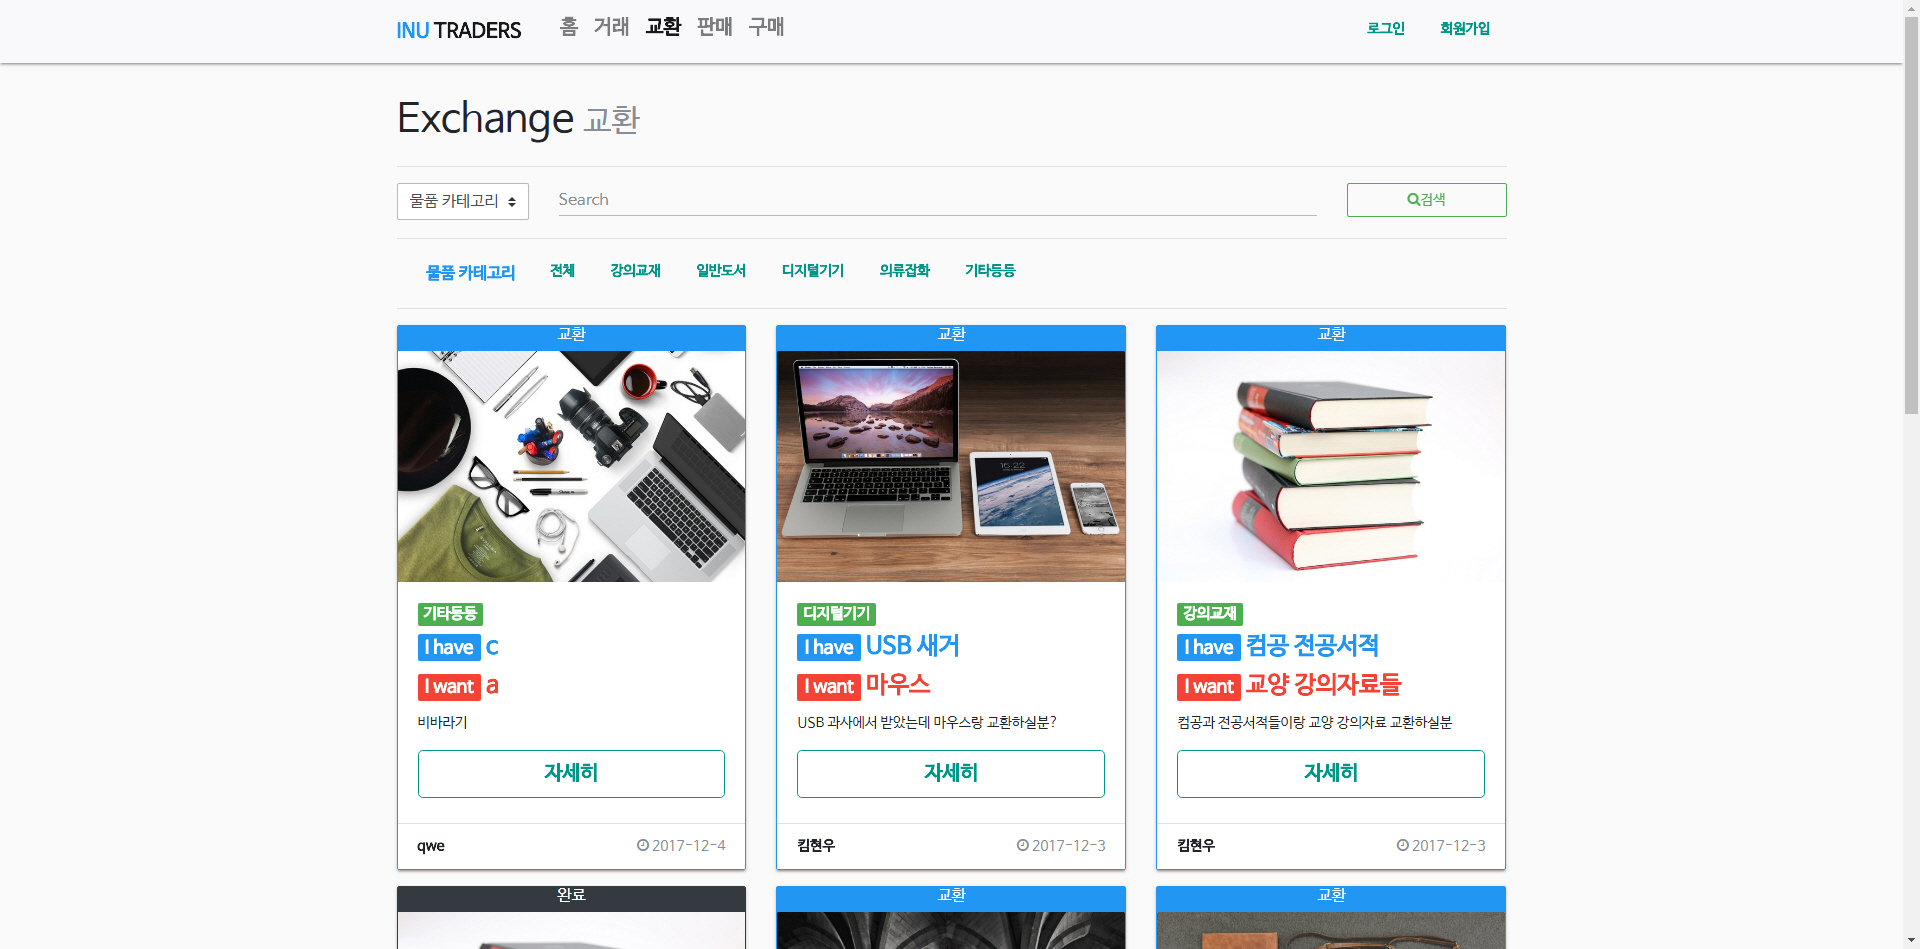 INU TRADERS 홈 거래 교환 판매 구매 로그인 회원가입
Exchange 교환
물품 카테고리 Search 검색
물품 카테고리 전체 강의교재 일반도서 디지털기기 의류잡화 기타등등
교환 교환 교환
15:22
기타등등 디지털기기 강의교재
I have c I have USB 새거 I have 컴공 전공서적
I want a I want 마우스 I want 교양 강의자료들
비바라기 USB 과사에서 받았는데 마우스랑 교환하실분? 컴공과 전공서적들이랑 교양 강의자료 교환하실분
자세히 자세히 자세히
qwe 2017-12-4 킴현우 2017-12-3 킴현우 2017-12-3
완료 교환 교환